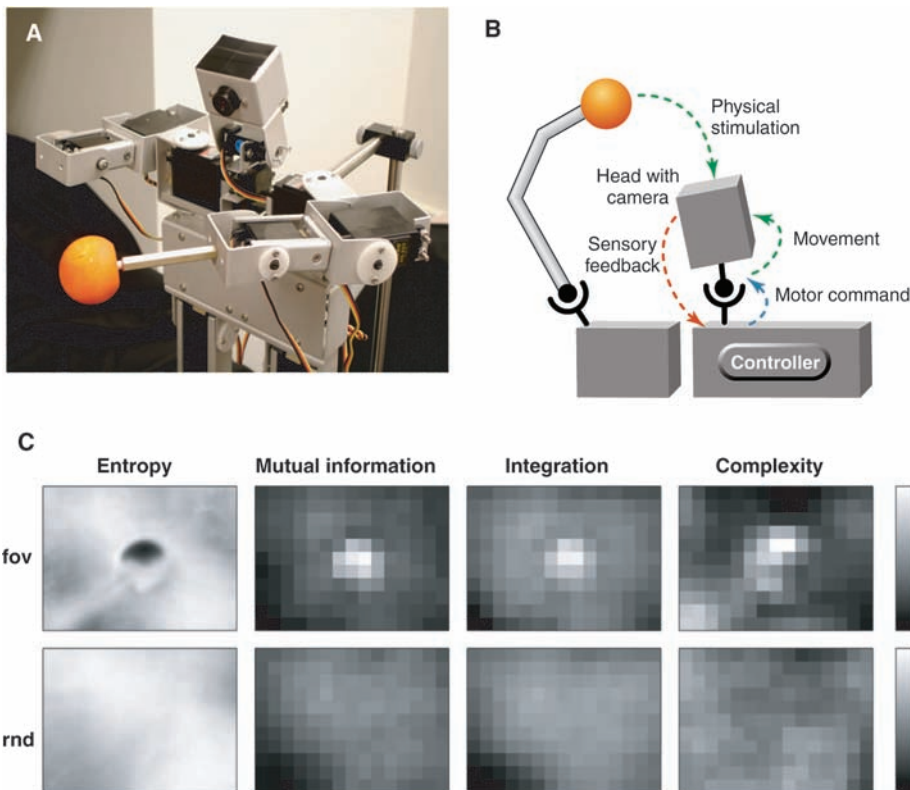 A
B
Physical
stimulation
Head with
camera
Sensory
feedback
Movement
Motor command
Controller
C
Entropy Mutual information Integration Complexity
fov
rnd